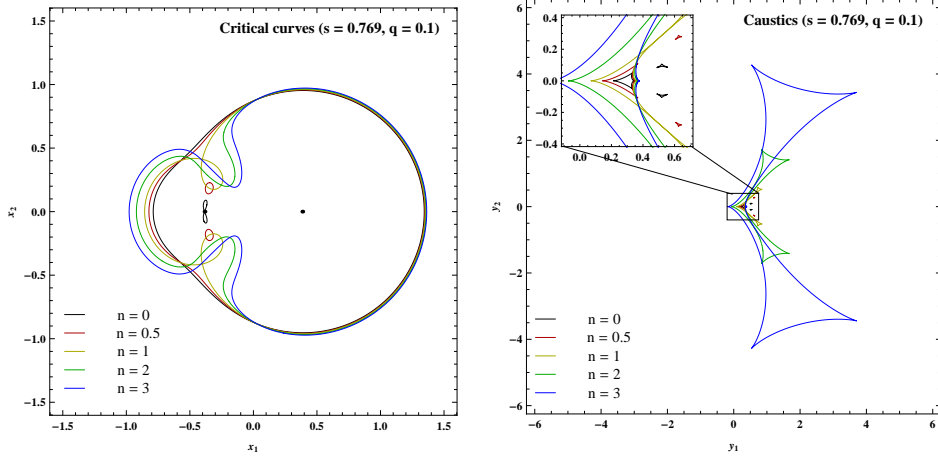 Critical curves (s = 0.769, q = 0.1)
1.5
1.0
0.5
0.0
-0.5
-1.0
-1.5
x2
n = 0
n = 0.5
n = 1
n = 2
n = 3
-1.5 -1.0 -0.5 0.0 0.5 1.0 1.5
x1
Caustics (s = 0.769, q = 0.1)
6
4
2
0
-2
-4
-6
y2
0.4
0.2
0.0
-0.2
-0.4
0.0 0.2 0.4 0.6
n = 0
n = 0.5
n = 1
n = 2
n = 3
-6 -4 -2 0 2 4 6
y1